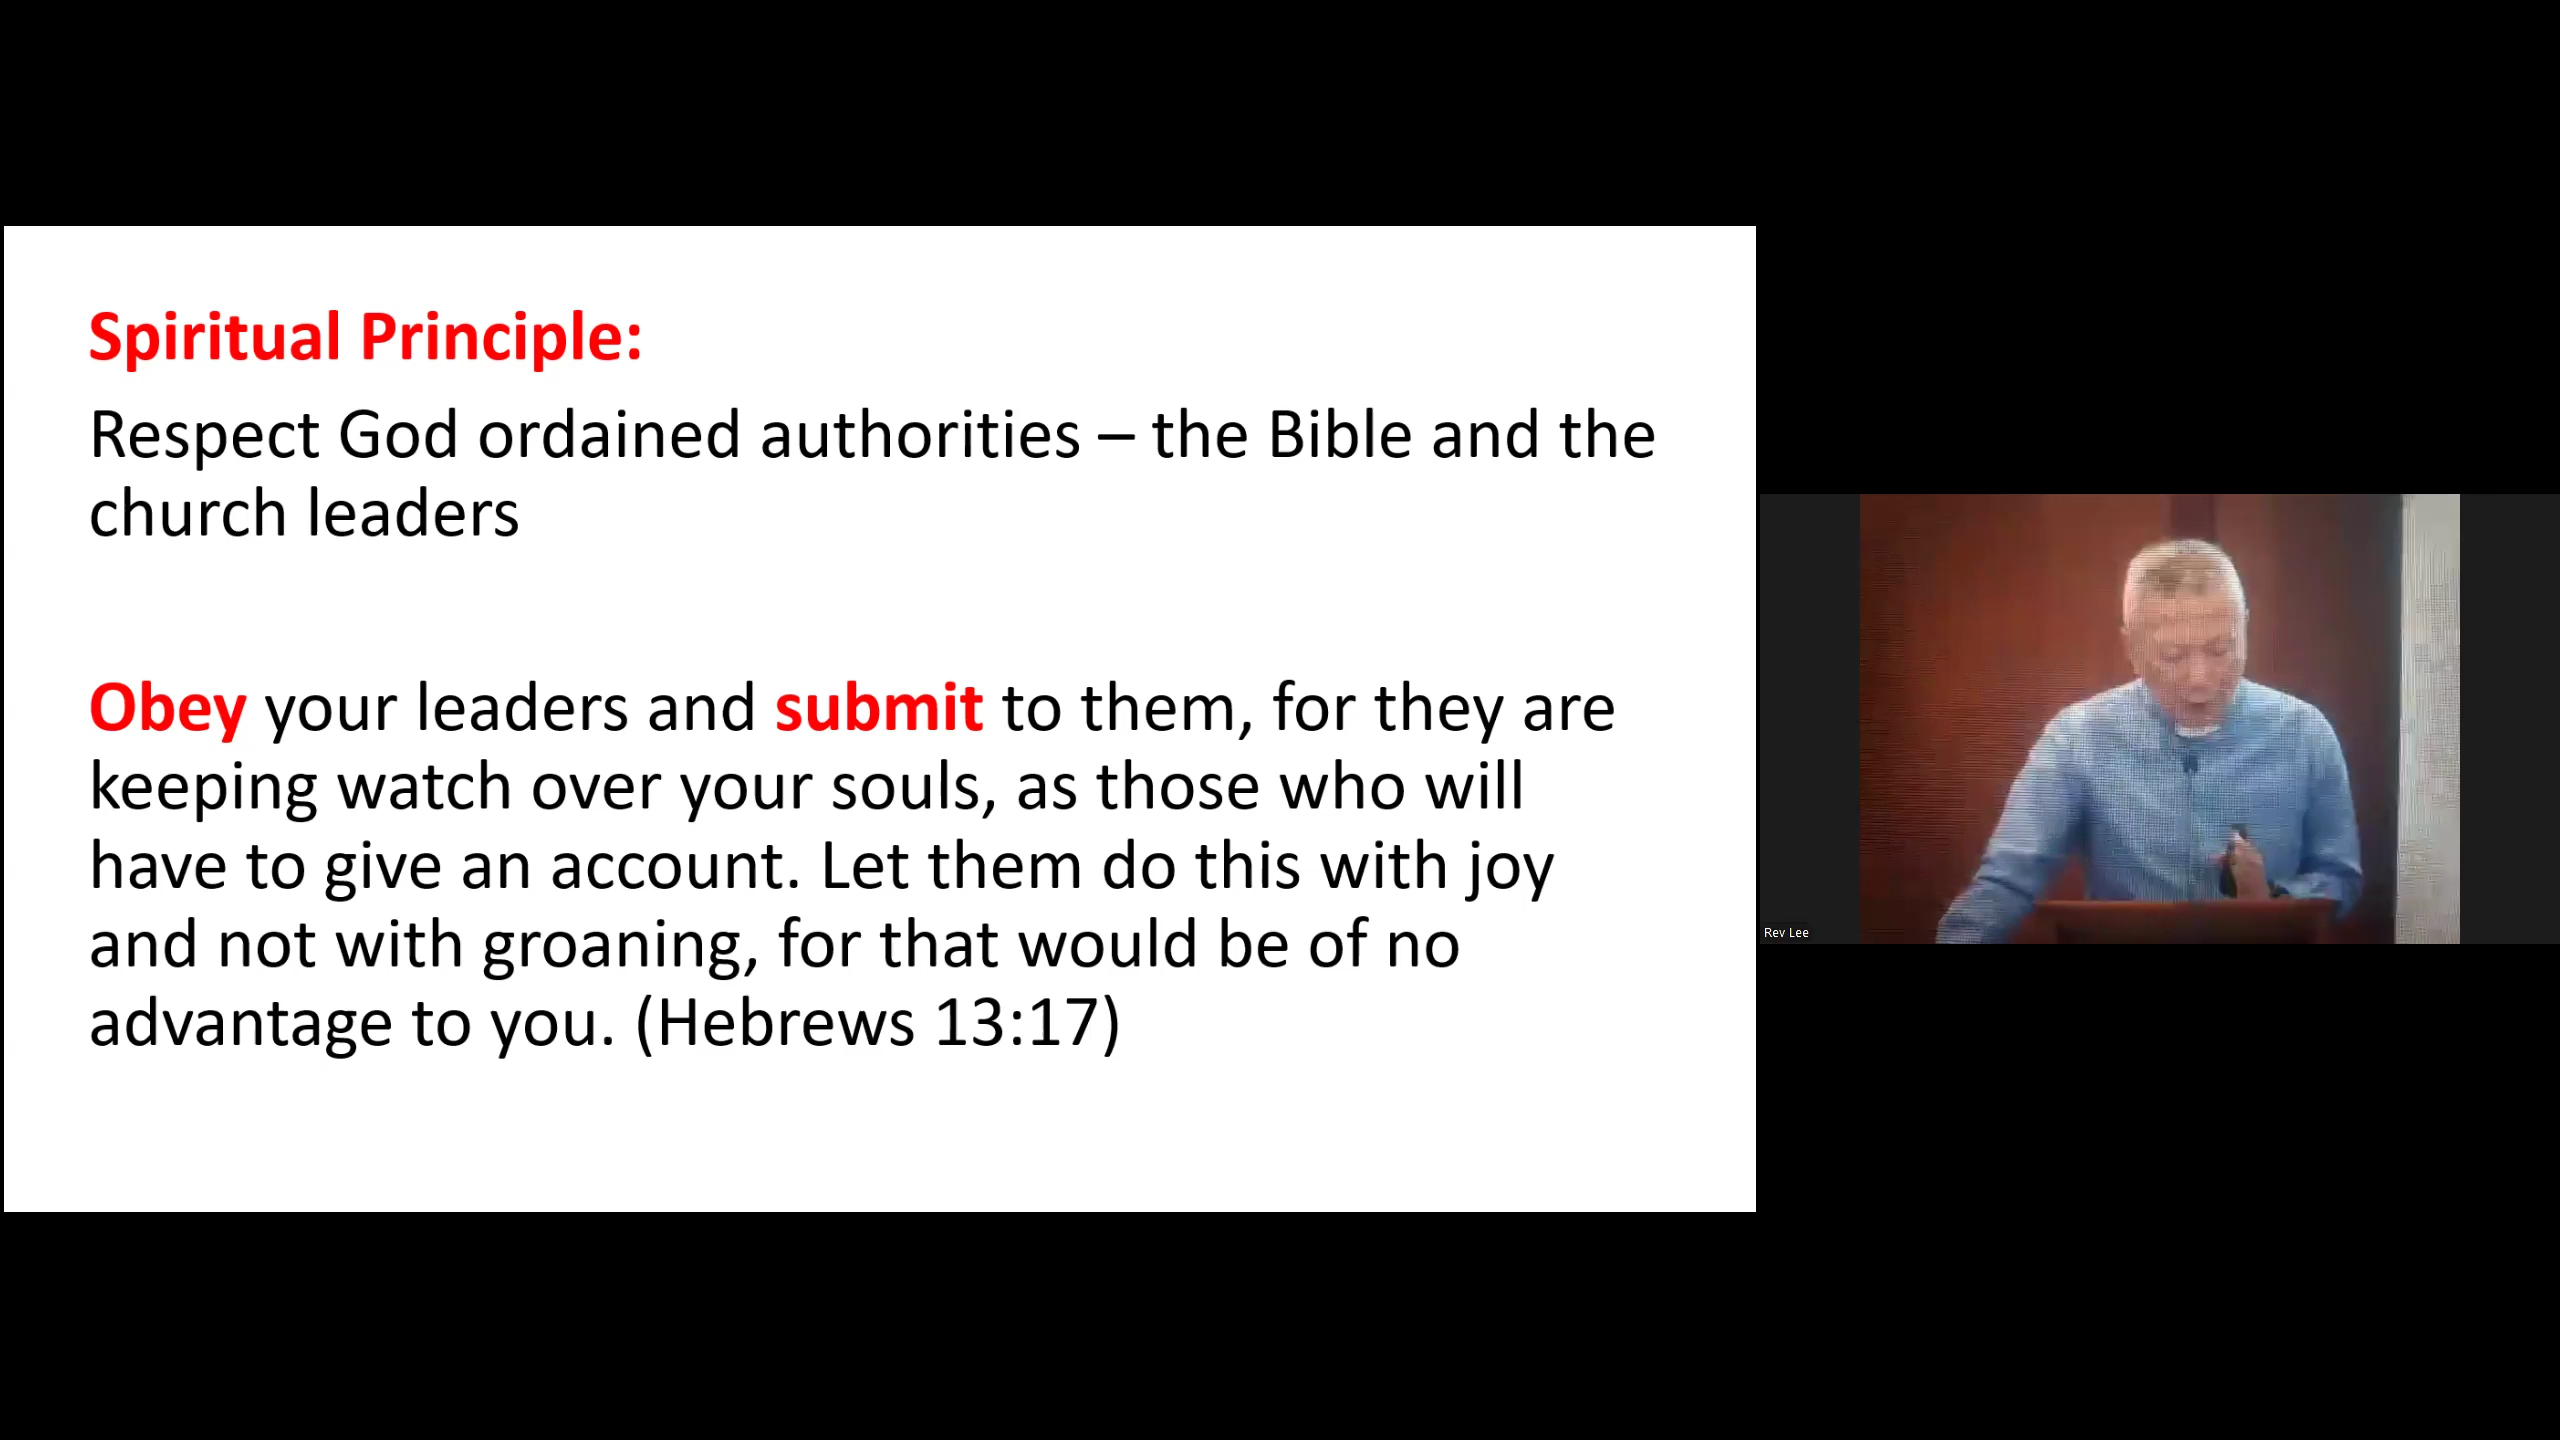 Spiritual Principle:
Respect God ordained authorities – the Bible and the
church leaders
Obey your leaders and submit to them, for they are
keeping watch over your souls, as those who will
have to give an account. Let them do this with joy
and not with groaning, for that would be of no
advantage to you. (Hebrews 13:17)
Rev Lee